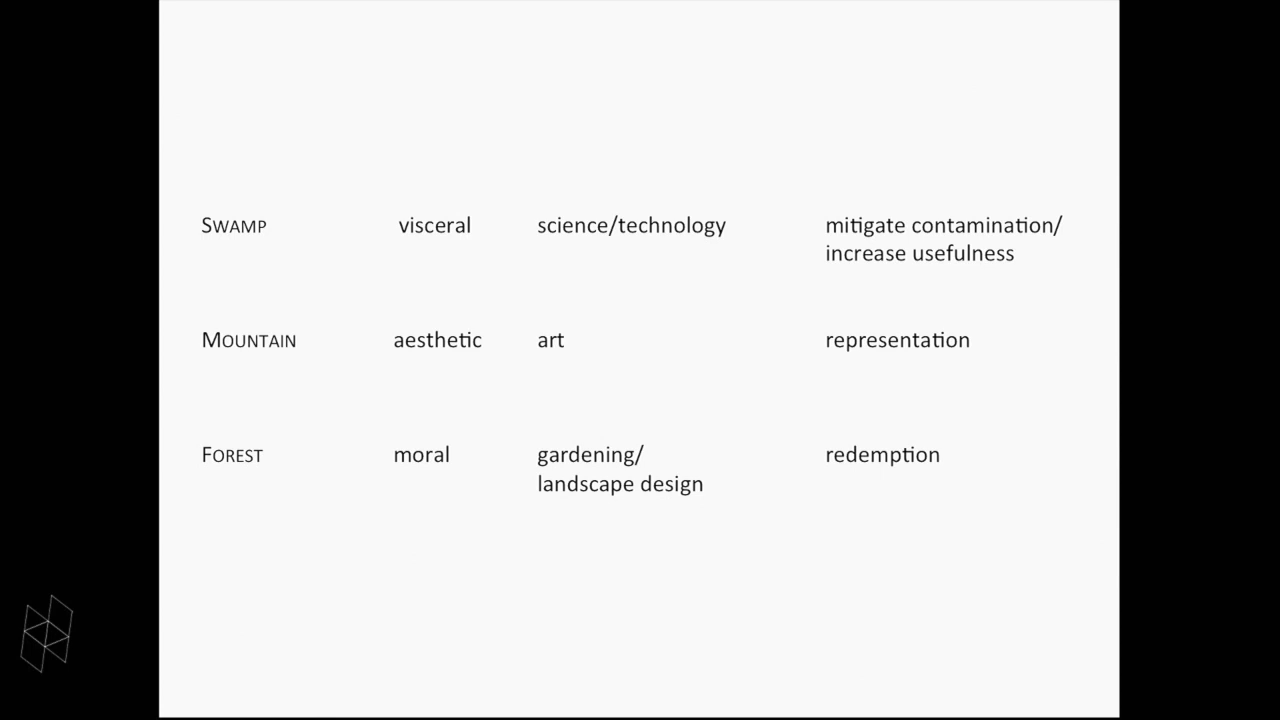 SWAMP visceral science/technology mitigate contamination/
increase usefulness
MOUNTAIN aesthetic art representation
FOREST moral gardening/ redemption
landscape design